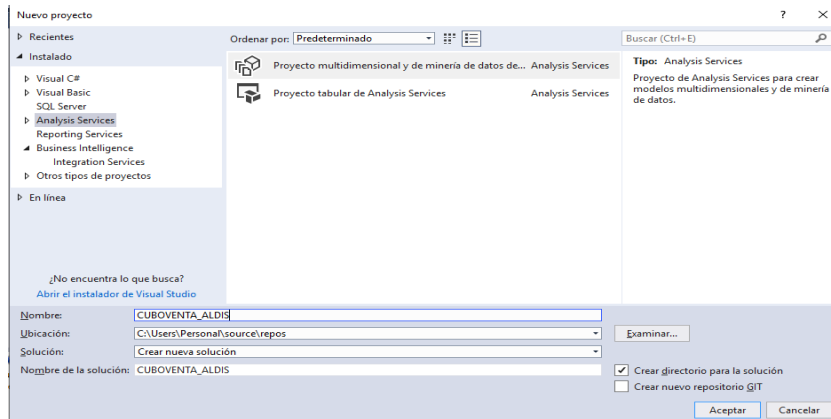 Nuevo proyecto
Recientes
Instalado
Visual C#
Visual Basic
SQL Server
Analysis Services
Reporting Services
Business Intelligence
Integration Services
Otros tipos de proyectos
En línea
¿No encuentra lo que busca?
Abrir el instalador de Visual Studio
Ordenar por: Predeterminado
Proyecto multidimensional y de minería de datos de... Analysis Services
Proyecto tabular de Analysis Services Analysis Services
Buscar (Ctrl+E)
Tipo: Analysis Services
Proyecto de Analysis Services para crear
modelos multidimensionales y de minería
de datos.
Nombre: CUBOVENTA_ALDIS
Ubicación: C:\Users\Personal\source\repos
Examinar...
Solución: Crear nueva solución
Nombre de la solución: CUBOVENTA_ALDIS
Crear directorio para la solución
Crear nuevo repositorio GIT
Aceptar Cancelar